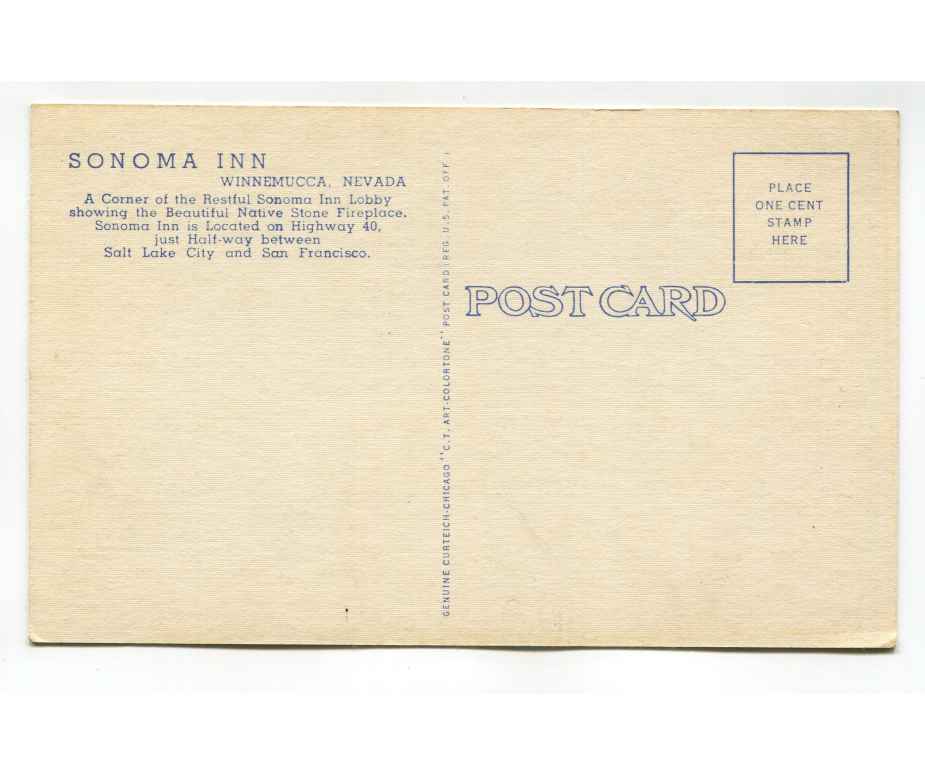 SONOMA INN
WINNEMUCCA, NEVADA
A Corner of the Restful Sonoma Inn Lobby
showing the Beautiful Native Stone Fireplace.
Sonoma Inn is Located on Highway 40,
just Half-way between
Salt Lake City and San Francisco.
GENUINE CURTEICH-CHICAGO "C.T. ART-COLORTONE" POST CARD (REG. U.S. PAT. OFF.)
PLACE
ONE CENT
STAMP
HERE
POST CARD